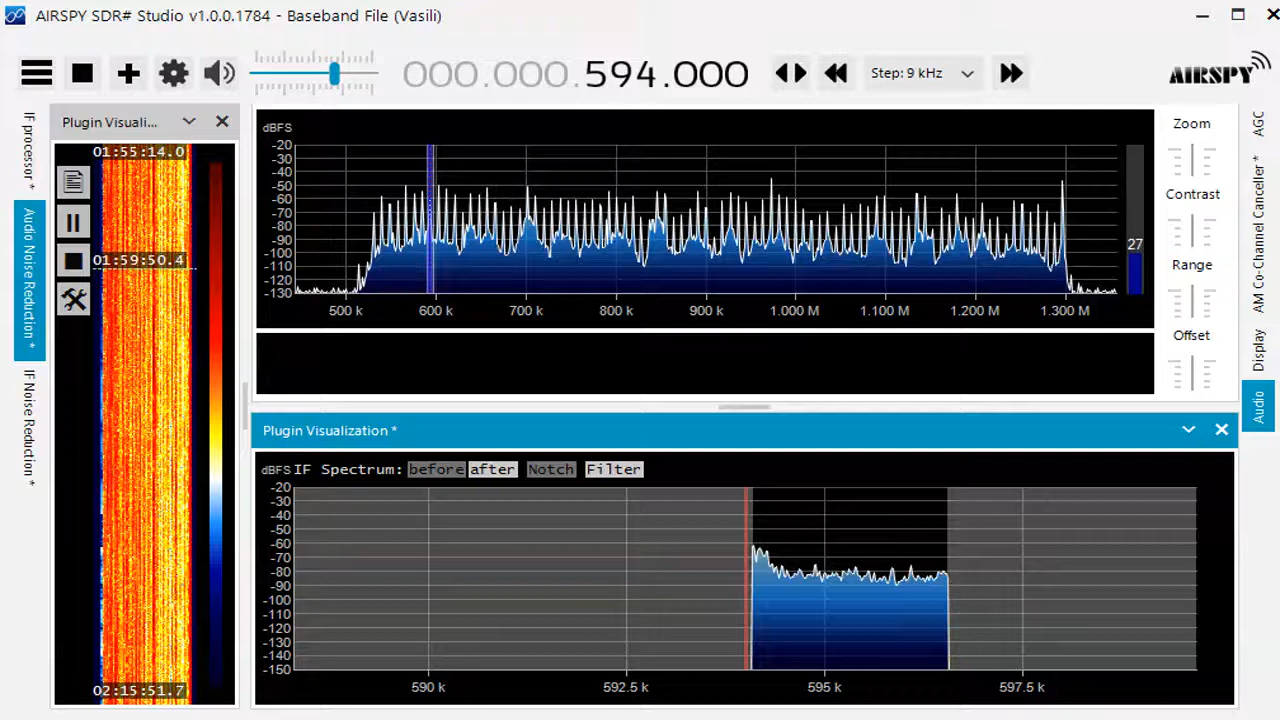 AIRSPY SDR# Studio v1.0.0.1784 - Baseband File (Vasili)
000.000.594.000
Step: 9 kHz
AIRSPY
IF processor *
Audio Noise Reduction *
IF Noise Reduction *
Plugin Visuali...
01:55:14.0
01:59:50.4
02:15:51.7
dBFS
-20
-30
-40
-50
-60
-70
-80
-90
-100
-110
-120
-130
500 k 600 k 700 k 800 k 900 k 1.000 M 1.100 M 1.200 M 1.300 M
27
Zoom
Contrast
Range
Offset
AGC
AM Co-Channel Canceller *
Display
Audio
Plugin Visualization *
dBFS IF Spectrum: before after Notch Filter
-20
-30
-40
-50
-60
-70
-80
-90
-100
-110
-120
-130
-140
-150
590 k 592.5 k 595 k 597.5 k